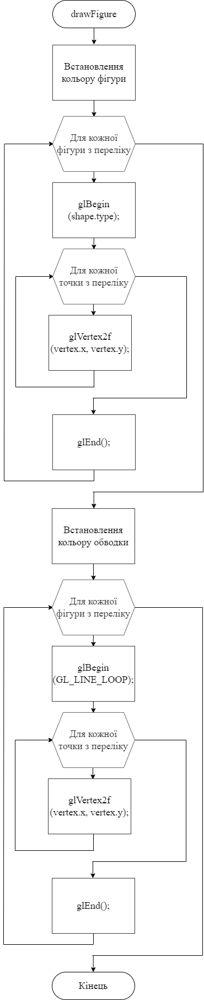 drawFigure
Встановлення
кольору фігури
Для кожної
фігури з переліку
glBegin
(shape.type);
Для кожної
точки з переліку
glVertex2f
(vertex.x, vertex.y);
glEnd();
Встановлення
кольору обводки
Для кожної
фігури з переліку
glBegin
(GL_LINE_LOOP);
Для кожної
точки з переліку
glVertex2f
(vertex.x, vertex.y);
glEnd();
Кінець